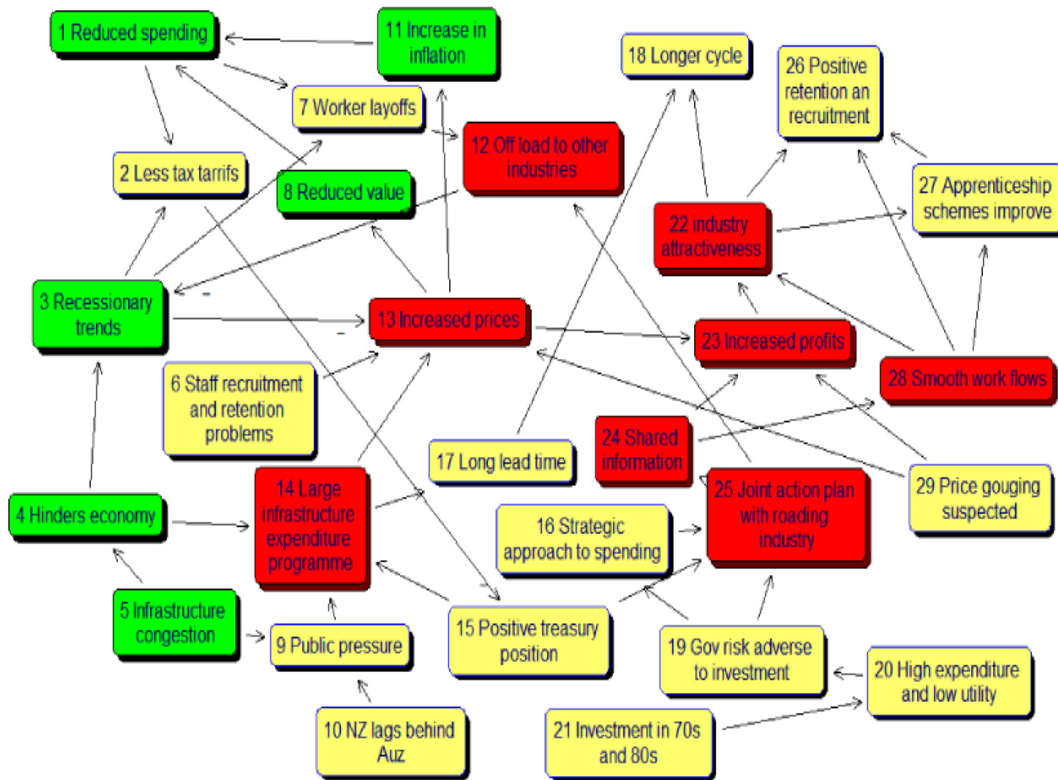 1 Reduced spending
11 Increase in
inflation
18 Longer cycle
26 Positive
retention an
recruitment
7 Worker layoffs
12 Off load to other
industries
2 Less tax tarrifs
8 Reduced value
27 Apprenticeship
schemes improve
22 industry
attractiveness
3 Recessionary
trends
13 Increased prices
23 Increased profits
28 Smooth work flows
6 Staff recruitment
and retention
problems
24 Shared
information
17 Long lead time
14 Large
infrastructure
expenditure
programme
25 Joint action plan
with roading
industry
29 Price gouging
suspected
4 Hinders economy
16 Strategic
approach to spending
5 Infrastructure
congestion
9 Public pressure
15 Positive treasury
position
19 Gov risk adverse
to investment
20 High expenditure
and low utility
10 NZ lags behind
Auz
21 Investment in 70s
and 80s